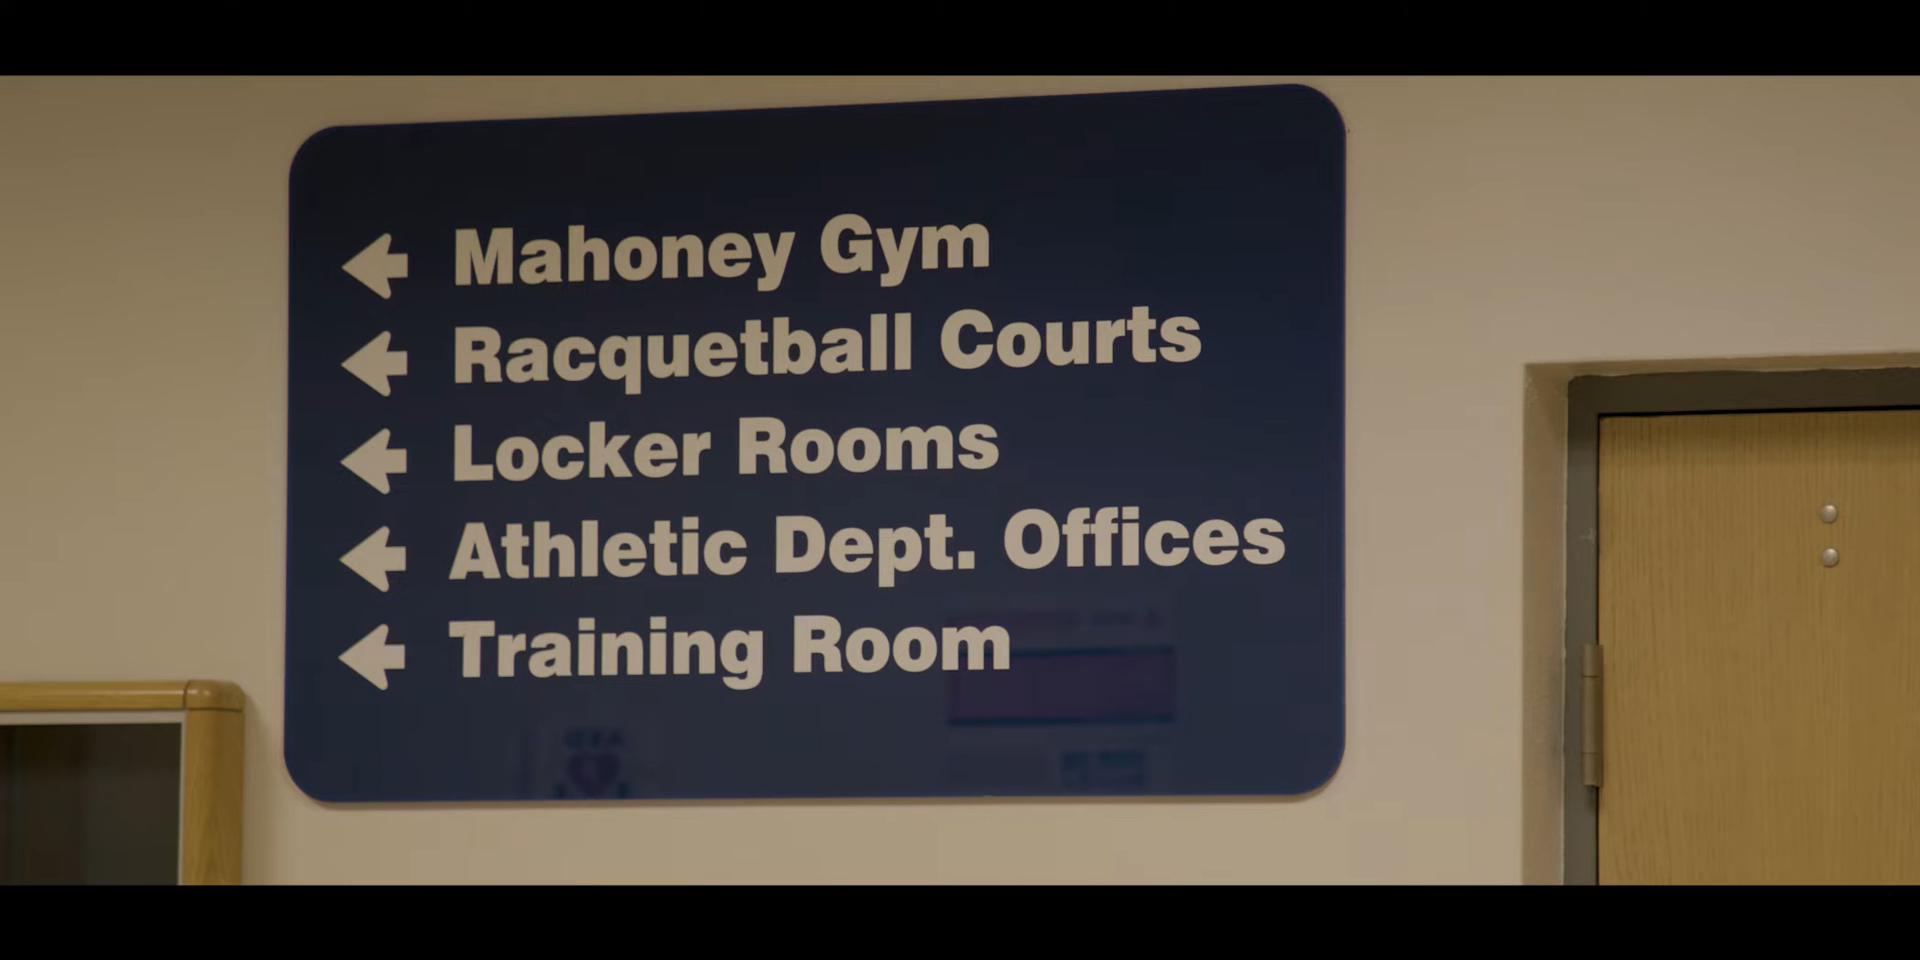 Mahoney Gym
Racquetball Courts
Locker Rooms
Athletic Dept. Offices
Training Room